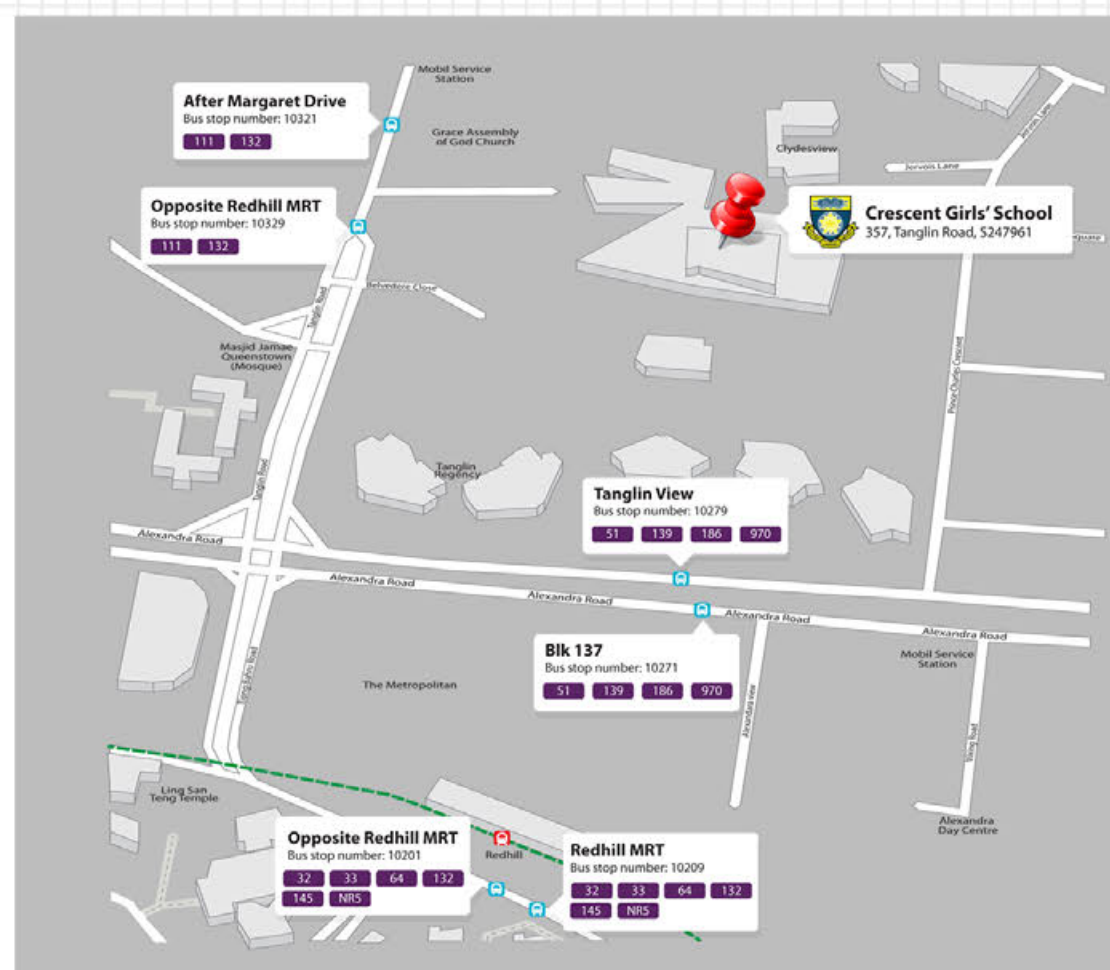 Mobil Service
Station
After Margaret Drive
Bus stop number: 10321
111 132
Grace Assembly
of God Church
Clydesview
Jervois Lane
Jervois Lane
Opposite Redhill MRT
Bus stop number: 10329
111 132
Crescent Girls' School
357, Tanglin Road, S247961
Tanglin Road
Belvedere Close
Masjid Jamae
Queenstown
(Mosque)
Prince Charles Crescent
Tanglin Road
Tanglin
Regency
Tanglin View
Bus stop number: 10279
51 139 186 970
Alexandra Road
Alexandra Road
Alexandra Road
Alexandra Road
Alexandra Road
Blk 137
Bus stop number: 10271
51 139 186 970
Mobil Service
Station
Tiong Bahru Road
The Metropolitan
Viking Road
Ling San
Teng Temple
Alexandra
Day Centre
Opposite Redhill MRT
Bus stop number: 10201
32 33 64 132
145 NR5
Redhill
Redhill MRT
Bus stop number: 10209
32 33 64 132
145 NR5